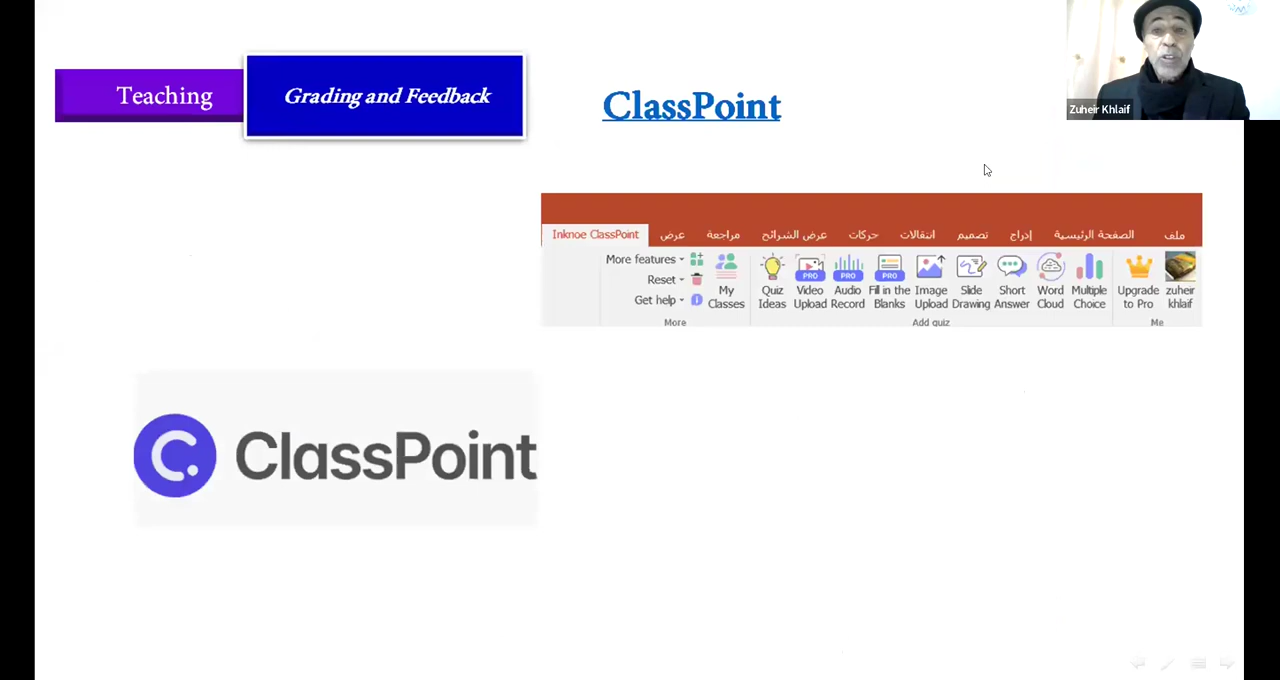 Teaching
Grading and Feedback
ClassPoint
Zuheir Khlaif
ملف الصفحة الرئيسية إدراج تصميم انتقالات حركات عرض الشرائح مراجعة عرض Inknoe ClassPoint
More features
Reset
Get help
My Classes
Quiz Ideas
PRO
Video Upload
PRO
Audio Record
PRO
Fill in the Blanks
Image Upload
Slide Drawing
Short Answer
Word Cloud
Multiple Choice
Upgrade to Pro
zuheir khlaif
More
Add quiz
Me
C.
ClassPoint